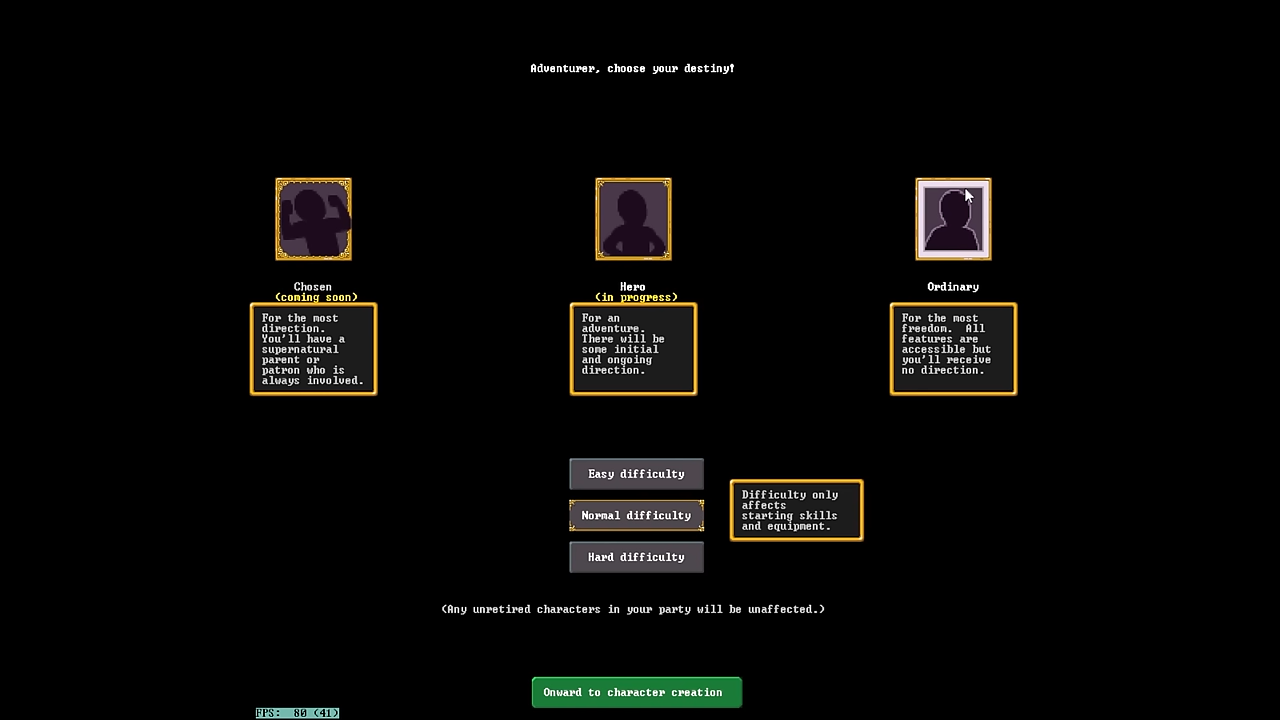 Adventurer, choose your destiny!
Chosen
(coming soon)
For the most
direction.
You'll have a
supernatural
parent or
patron who is
always involved.
Hero
(in progress)
For an
adventure.
There will be
some initial
and ongoing
direction.
Ordinary
For the most
freedom.  All
features are
accessible but
you'll receive
no direction.
Easy difficulty
Normal difficulty
Hard difficulty
Difficulty only
affects
starting skills
and equipment.
(Any unretired characters in your party will be unaffected.)
Onward to character creation
FPS:  80 (41)